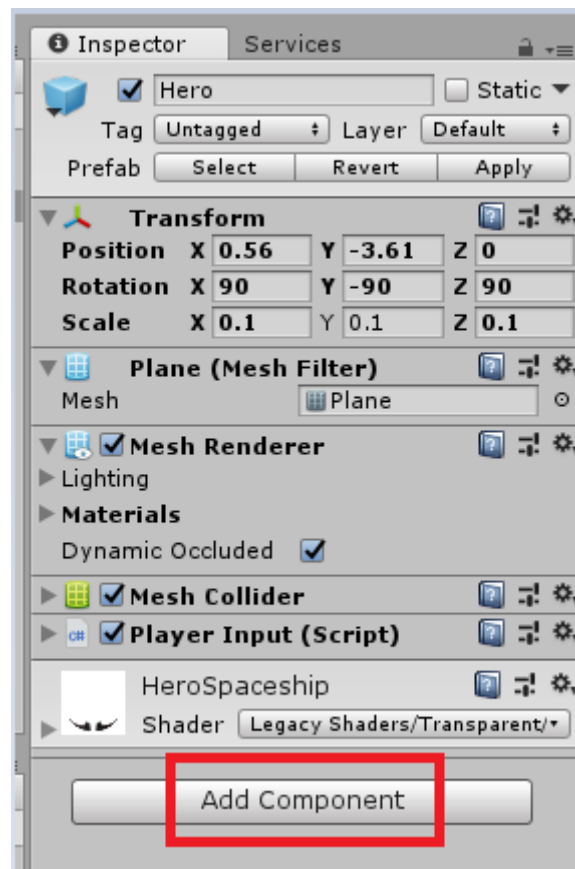 Inspector Services
Hero Static
Tag Untagged Layer Default
Prefab Select Revert Apply
Transform
Position X 0.56 Y -3.61 Z 0
Rotation X 90 Y -90 Z 90
Scale X 0.1 Y 0.1 Z 0.1
Plane (Mesh Filter)
Mesh Plane
Mesh Renderer
Lighting
Materials
Dynamic Occluded
Mesh Collider
c# Player Input (Script)
HeroSpaceship
Shader Legacy Shaders/Transparent/
Add Component